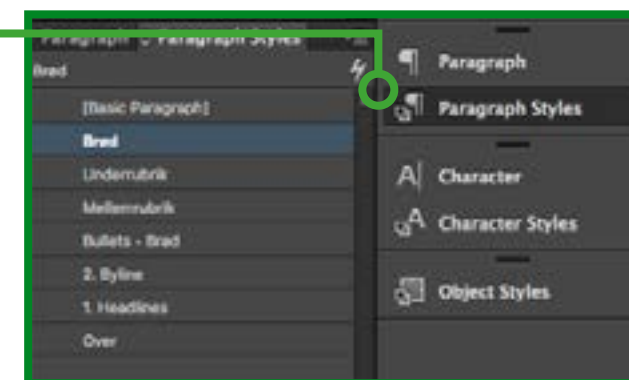 Paragraph ◊ Paragraph Styles
Brød
[Basic Paragraph]
Brød
Underrubrik
Mellemrubrik
Bullets - Brød
2. Byline
1. Headlines
Over
Paragraph
Paragraph Styles
Character
Character Styles
Object Styles